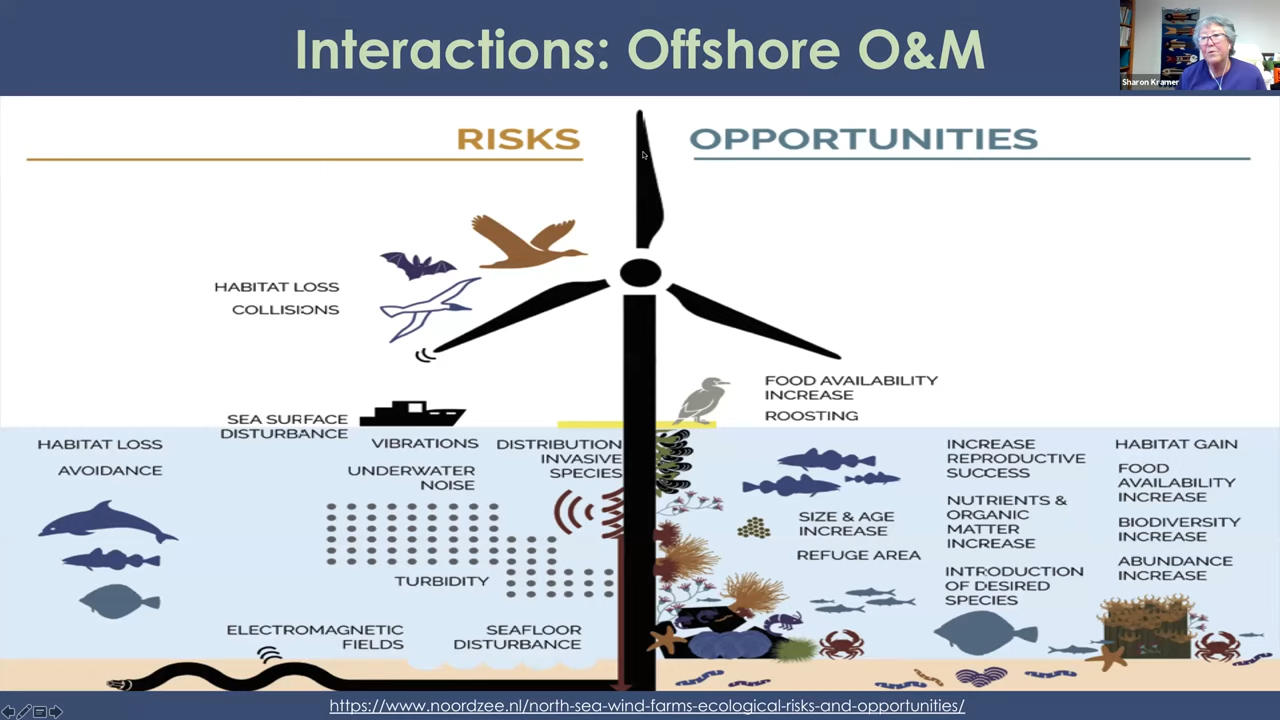 Interactions: Offshore O&M
Sharon Kramer
RISKS
OPPORTUNITIES
HABITAT LOSS
COLLISIONS
FOOD AVAILABILITY
INCREASE
ROOSTING
SEA SURFACE
DISTURBANCE
HABITAT LOSS
AVOIDANCE
VIBRATIONS
UNDERWATER
NOISE
DISTRIBUTION
INVASIVE
SPECIES
TURBIDITY
ELECTROMAGNETIC
FIELDS
SEAFLOOR
DISTURBANCE
SIZE & AGE
INCREASE
REFUGE AREA
INCREASE
REPRODUCTIVE
SUCCESS
NUTRIENTS &
ORGANIC
MATTER
INCREASE
INTRODUCTION
OF DESIRED
SPECIES
HABITAT GAIN
FOOD
AVAILABILITY
INCREASE
BIODIVERSITY
INCREASE
ABUNDANCE
INCREASE
https://www.noordzee.nl/north-sea-wind-farms-ecological-risks-and-opportunities/